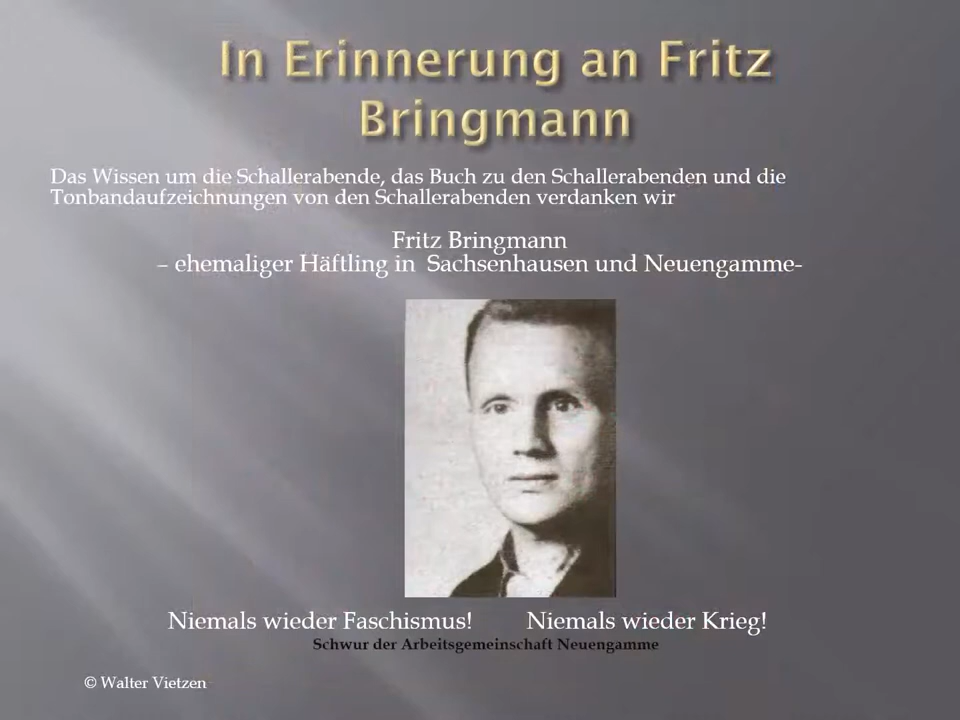 In Erinnerung an Fritz
Bringmann
Das Wissen um die Schallerabende, das Buch zu den Schallerabenden und die
Tonbandaufzeichnungen von den Schallerabenden verdanken wir
Fritz Bringmann
– ehemaliger Häftling in Sachsenhausen und Neuengamme-
Niemals wieder Faschismus! Niemals wieder Krieg!
Schwur der Arbeitsgemeinschaft Neuengamme
© Walter Vietzen